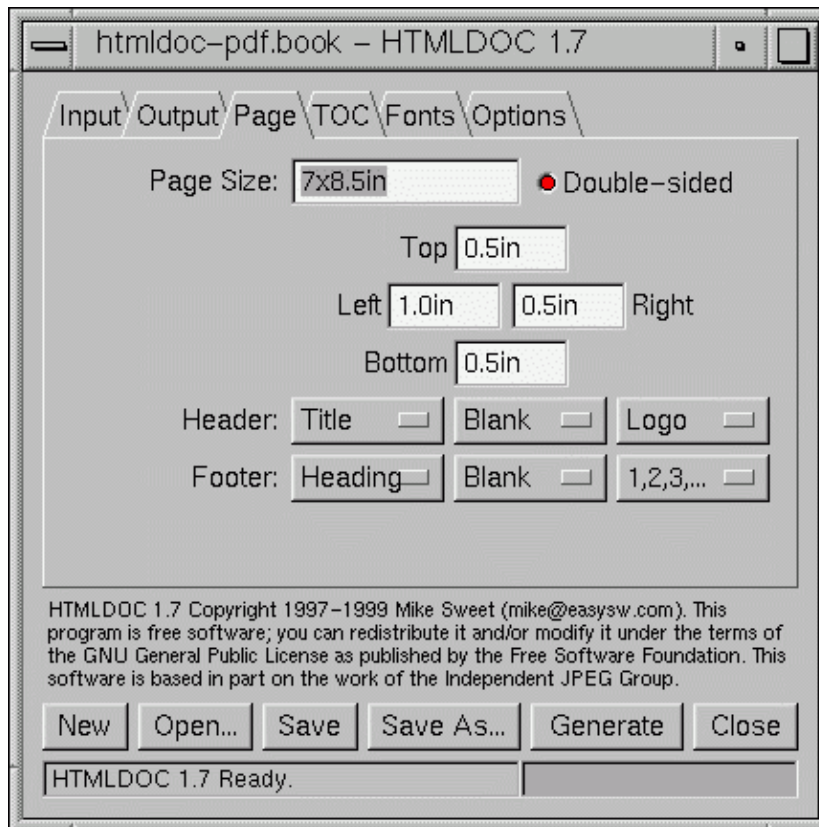 htmldoc-pdf.book - HTMLDOC 1.7
Input Output Page TOC Fonts Options
Page Size: 7x8.5in Double-sided
Top 0.5in
Left 1.0in 0.5in Right
Bottom 0.5in
Header: Title Blank Logo
Footer: Heading Blank 1,2,3,...
HTMLDOC 1.7 Copyright 1997-1999 Mike Sweet (mike@easysw.com). This
program is free software; you can redistribute it and/or modify it under the terms of
the GNU General Public License as published by the Free Software Foundation. This
software is based in part on the work of the Independent JPEG Group.
New Open... Save Save As... Generate Close
HTMLDOC 1.7 Ready.